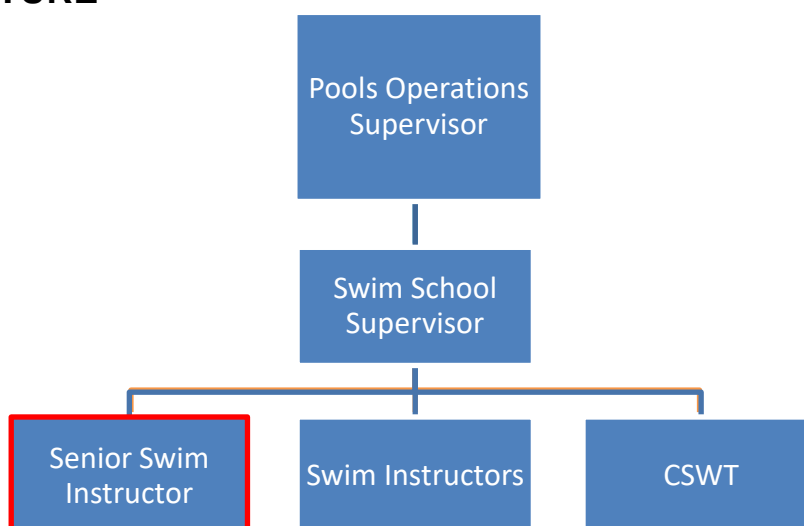 Pools Operations
Supervisor
Swim School
Supervisor
Senior Swim
Instructor
Swim Instructors
CSWT